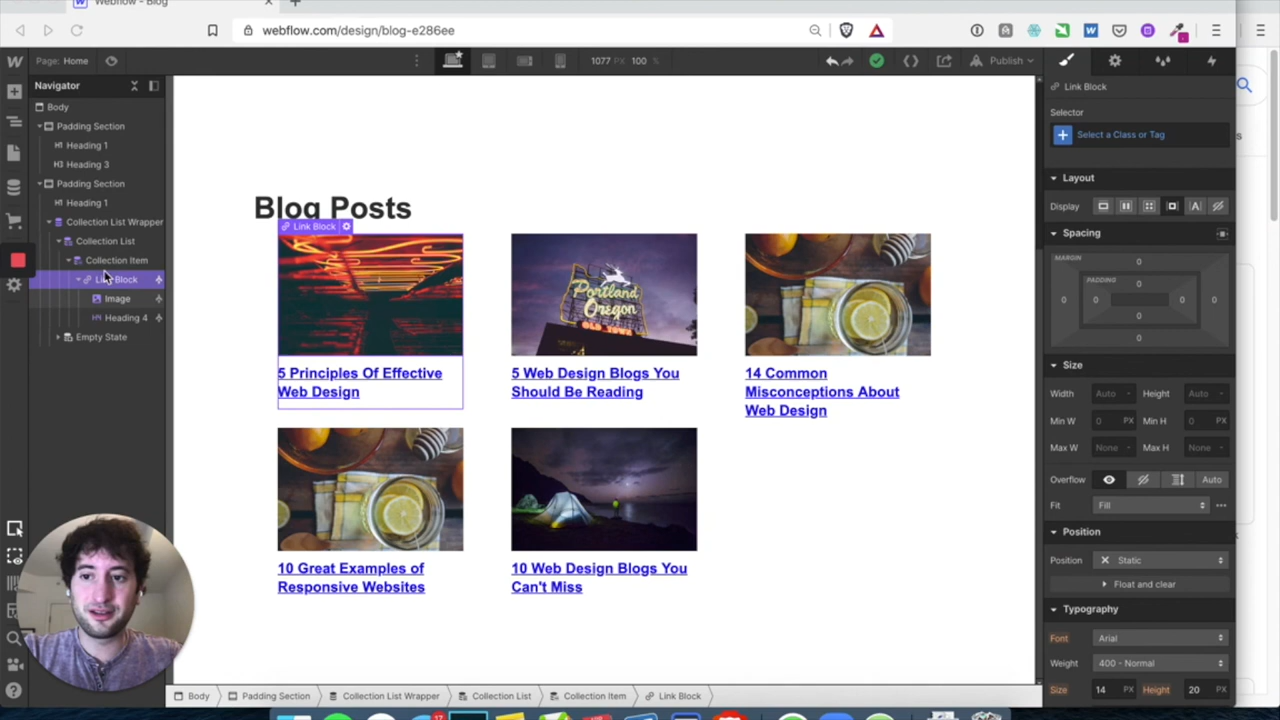 Webflow - Blog
webflow.com/design/blog-e286ee
Page: Home
1077 PX 100 %
Publish
Navigator
Body
Padding Section
H1 Heading 1
H3 Heading 3
Padding Section
H1 Heading 1
Collection List Wrapper
Collection List
Collection Item
Link Block
Image
H4 Heading 4
Empty State
Blog Posts
Link Block
5 Principles Of Effective
Web Design
5 Web Design Blogs You
Should Be Reading
14 Common
Misconceptions About
Web Design
10 Great Examples of
Responsive Websites
10 Web Design Blogs You
Can't Miss
Portland
Oregon
OLD TOWN
Body
Padding Section
Collection List Wrapper
Collection List
Collection Item
Link Block
Link Block
Selector
Select a Class or Tag
Layout
Display
Spacing
MARGIN
0
PADDING
0
0 0 0 0
0
0
Size
Width Auto Height Auto
Min W 0 PX Min H 0 PX
Max W None Max H None
Overflow Auto
Fit Fill
Position
Position Static
Float and clear
Typography
Font Arial
Weight 400 - Normal
Size 14 PX Height 20 PX
17